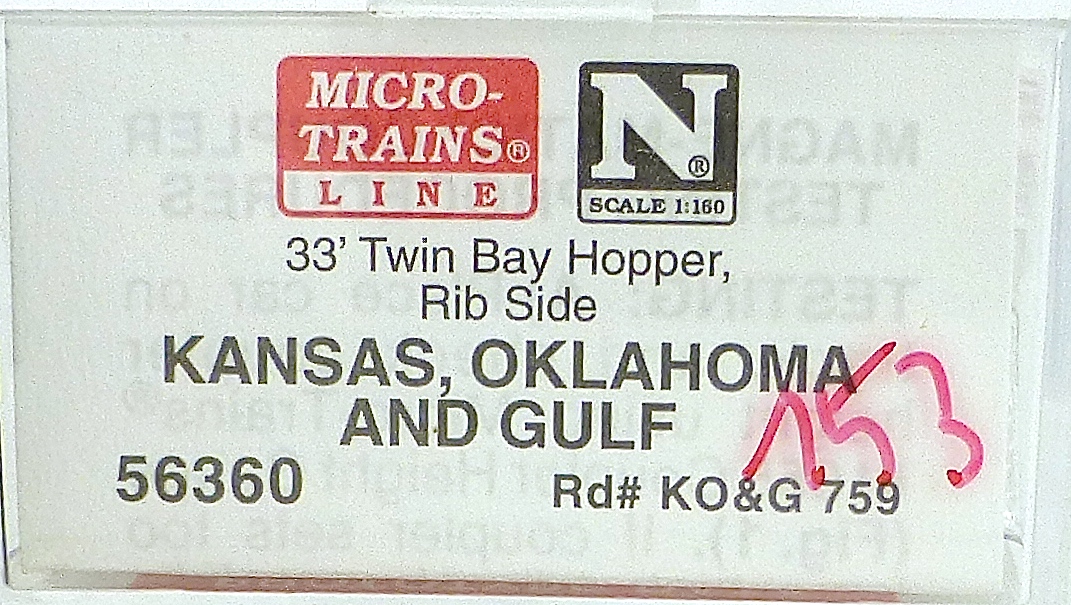 MICRO-
TRAINS®
LINE
N®
SCALE 1:160
33' Twin Bay Hopper,
Rib Side
KANSAS, OKLAHOMA
AND GULF
153
56360
Rd# KO&G 759